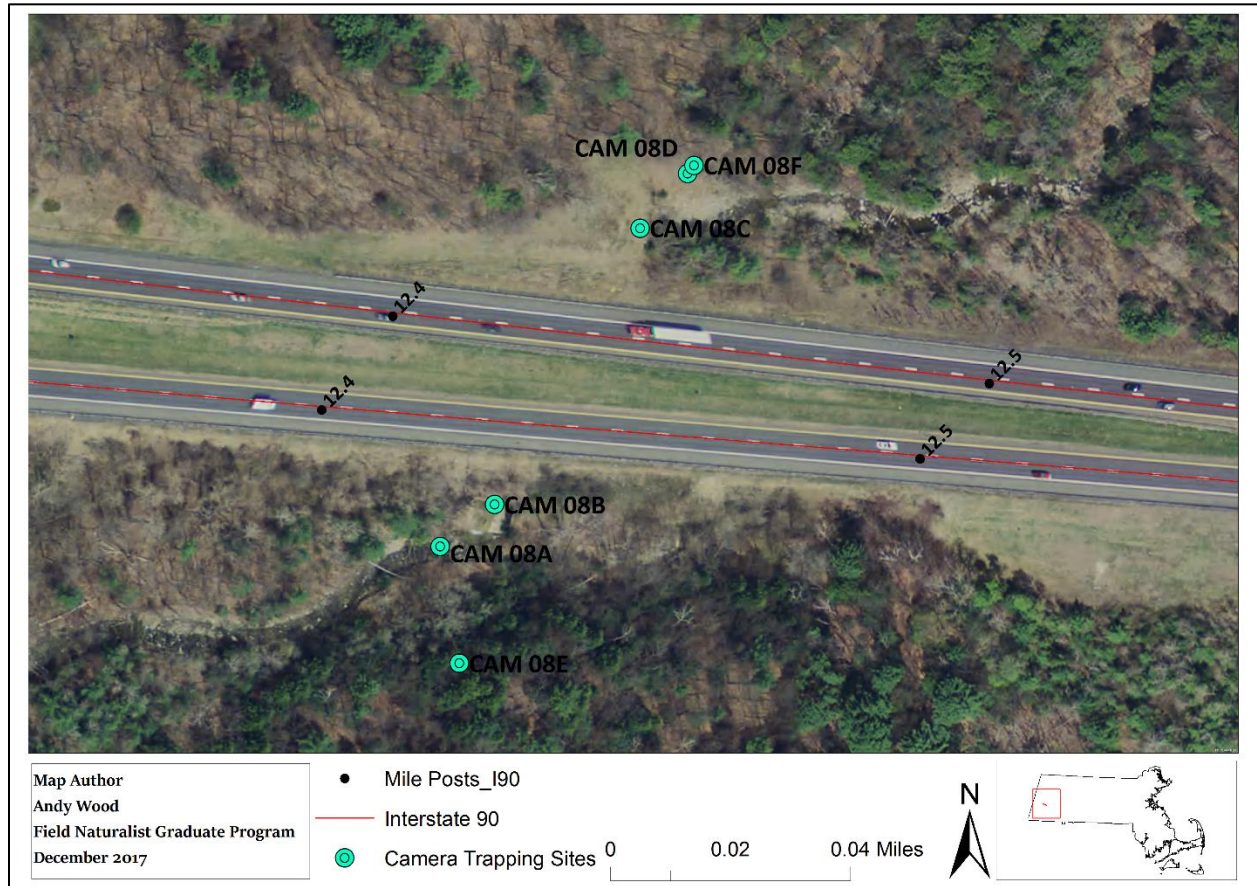 CAM 08D
CAM 08F
CAM 08C
12.4
12.5
12.4
12.5
CAM 08B
CAM 08A
CAM 08E
Map Author
Andy Wood
Field Naturalist Graduate Program
December 2017
Mile Posts_I90
Interstate 90
Camera Trapping Sites
0 0.02 0.04 Miles
N